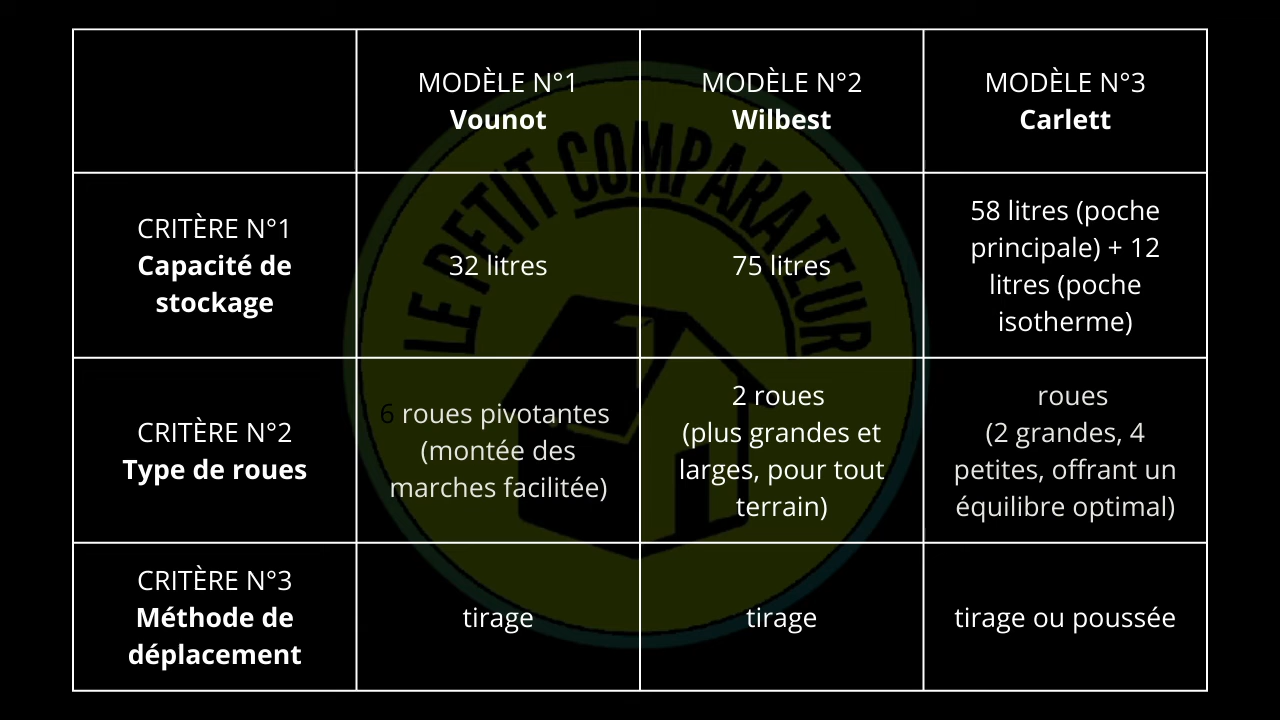 MODÈLE N°1
Vounot
MODÈLE N°2
Wilbest
MODÈLE N°3
Carlett
LE PETIT COMPARATEUR
CRITÈRE N°1
Capacité de
stockage
32 litres
75 litres
58 litres (poche
principale) + 12
litres (poche
isotherme)
CRITÈRE N°2
Type de roues
6 roues pivotantes
(montée des
marches facilitée)
2 roues
(plus grandes et
larges, pour tout
terrain)
roues
(2 grandes, 4
petites, offrant un
équilibre optimal)
CRITÈRE N°3
Méthode de
déplacement
tirage
tirage
tirage ou poussée